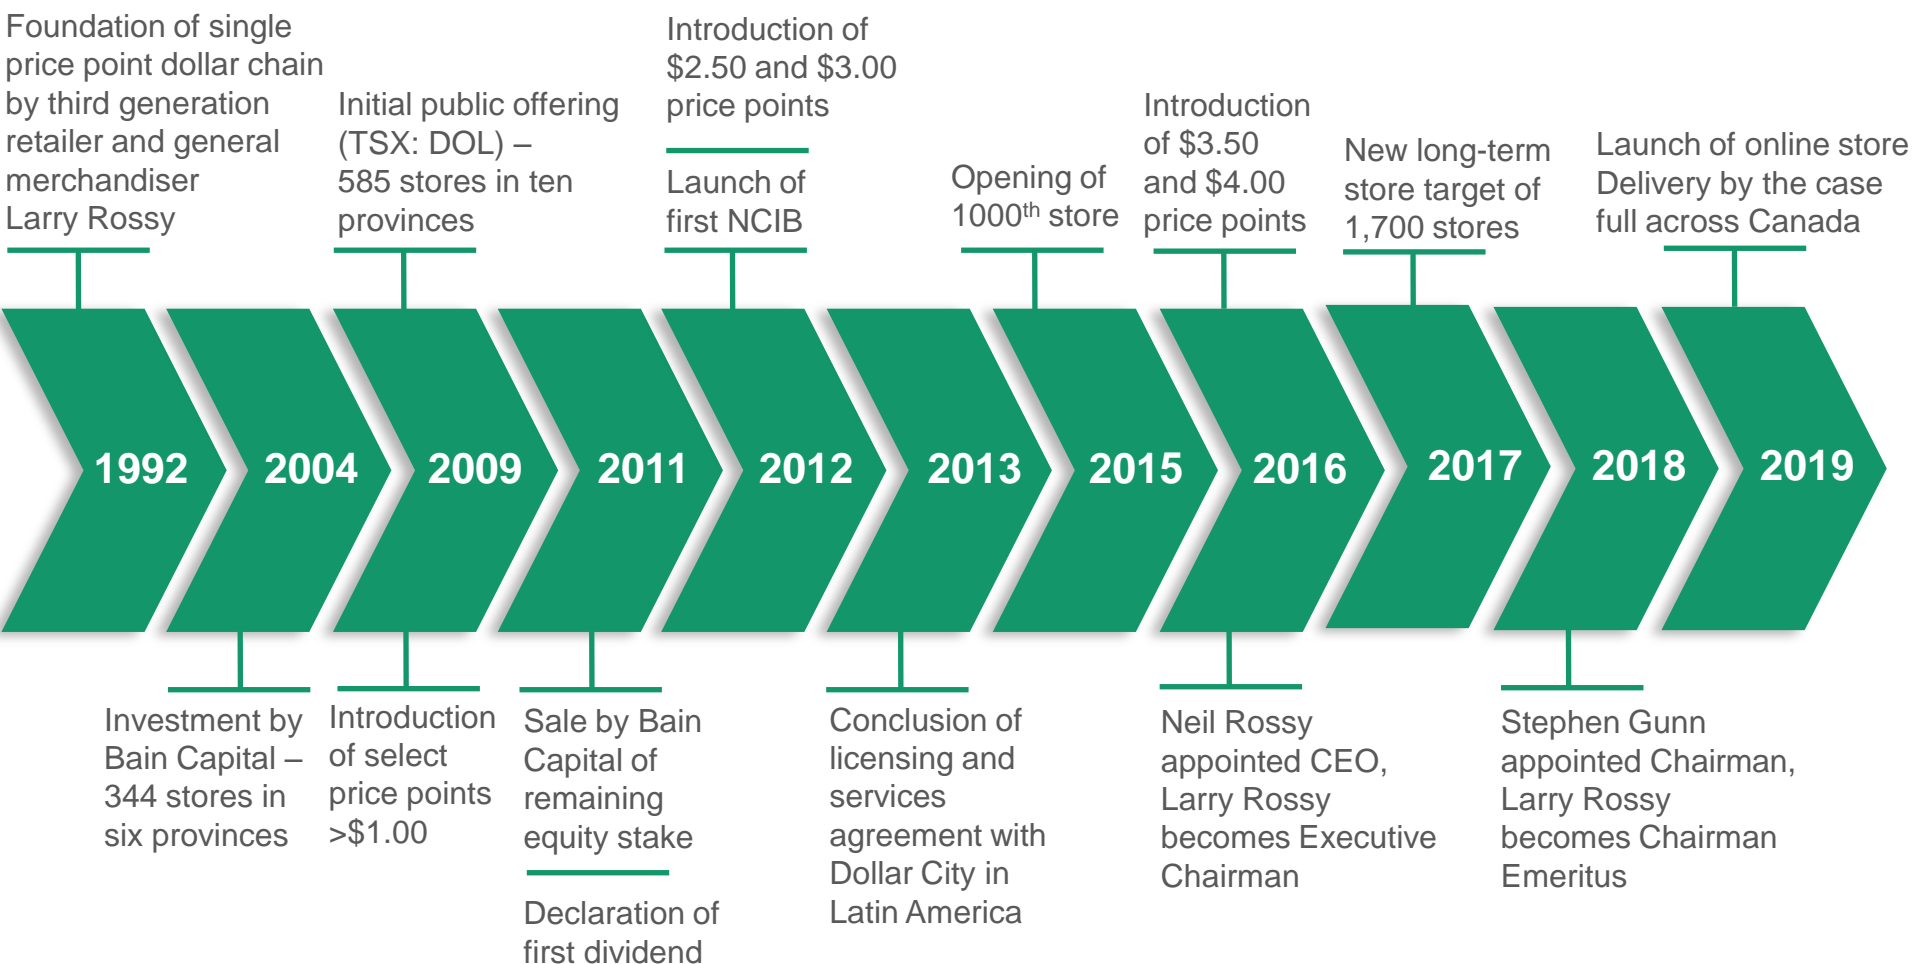 Foundation of single
price point dollar chain
by third generation
retailer and general
merchandiser
Larry Rossy
Initial public offering
(TSX: DOL) –
585 stores in ten
provinces
Introduction of
$2.50 and $3.00
price points
Launch of
first NCIB
Opening of
1000th store
Introduction
of $3.50
and $4.00
price points
New long-term
store target of
1,700 stores
Launch of online store
Delivery by the case
full across Canada
1992
2004
2009
2011
2012
2013
2015
2016
2017
2018
2019
Investment by
Bain Capital –
344 stores in
six provinces
Introduction
of select
price points
>$1.00
Sale by Bain
Capital of
remaining
equity stake
Declaration of
first dividend
Conclusion of
licensing and
services
agreement with
Dollar City in
Latin America
Neil Rossy
appointed CEO,
Larry Rossy
becomes Executive
Chairman
Stephen Gunn
appointed Chairman,
Larry Rossy
becomes Chairman
Emeritus